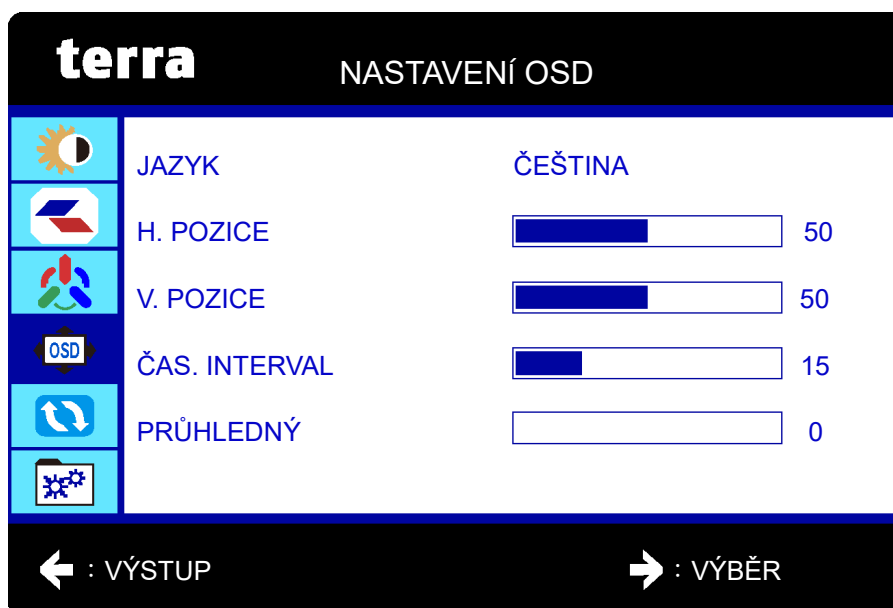 terra
NASTAVENÍ OSD
JAZYK ČEŠTINA
H. POZICE 50
V. POZICE 50
OSD
ČAS. INTERVAL 15
PRŮHLEDNÝ 0
: VÝSTUP : VÝBĚR